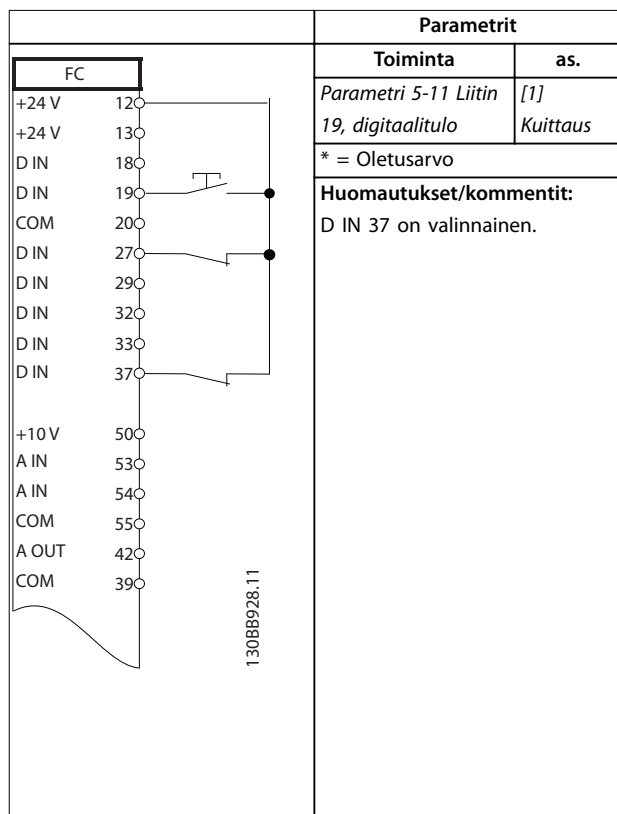 FC
+24 V 12
+24 V 13
D IN 18
D IN 19
COM 20
D IN 27
D IN 29
D IN 32
D IN 33
D IN 37
+10 V 50
A IN 53
A IN 54
COM 55
A OUT 42
COM 39
130BB928.11
Parametrit
Toiminta as.
Parametri 5-11 Liitin [1]
19, digitaalitulo Kuittaus
* = Oletusarvo
Huomautukset/kommentit:
D IN 37 on valinnainen.